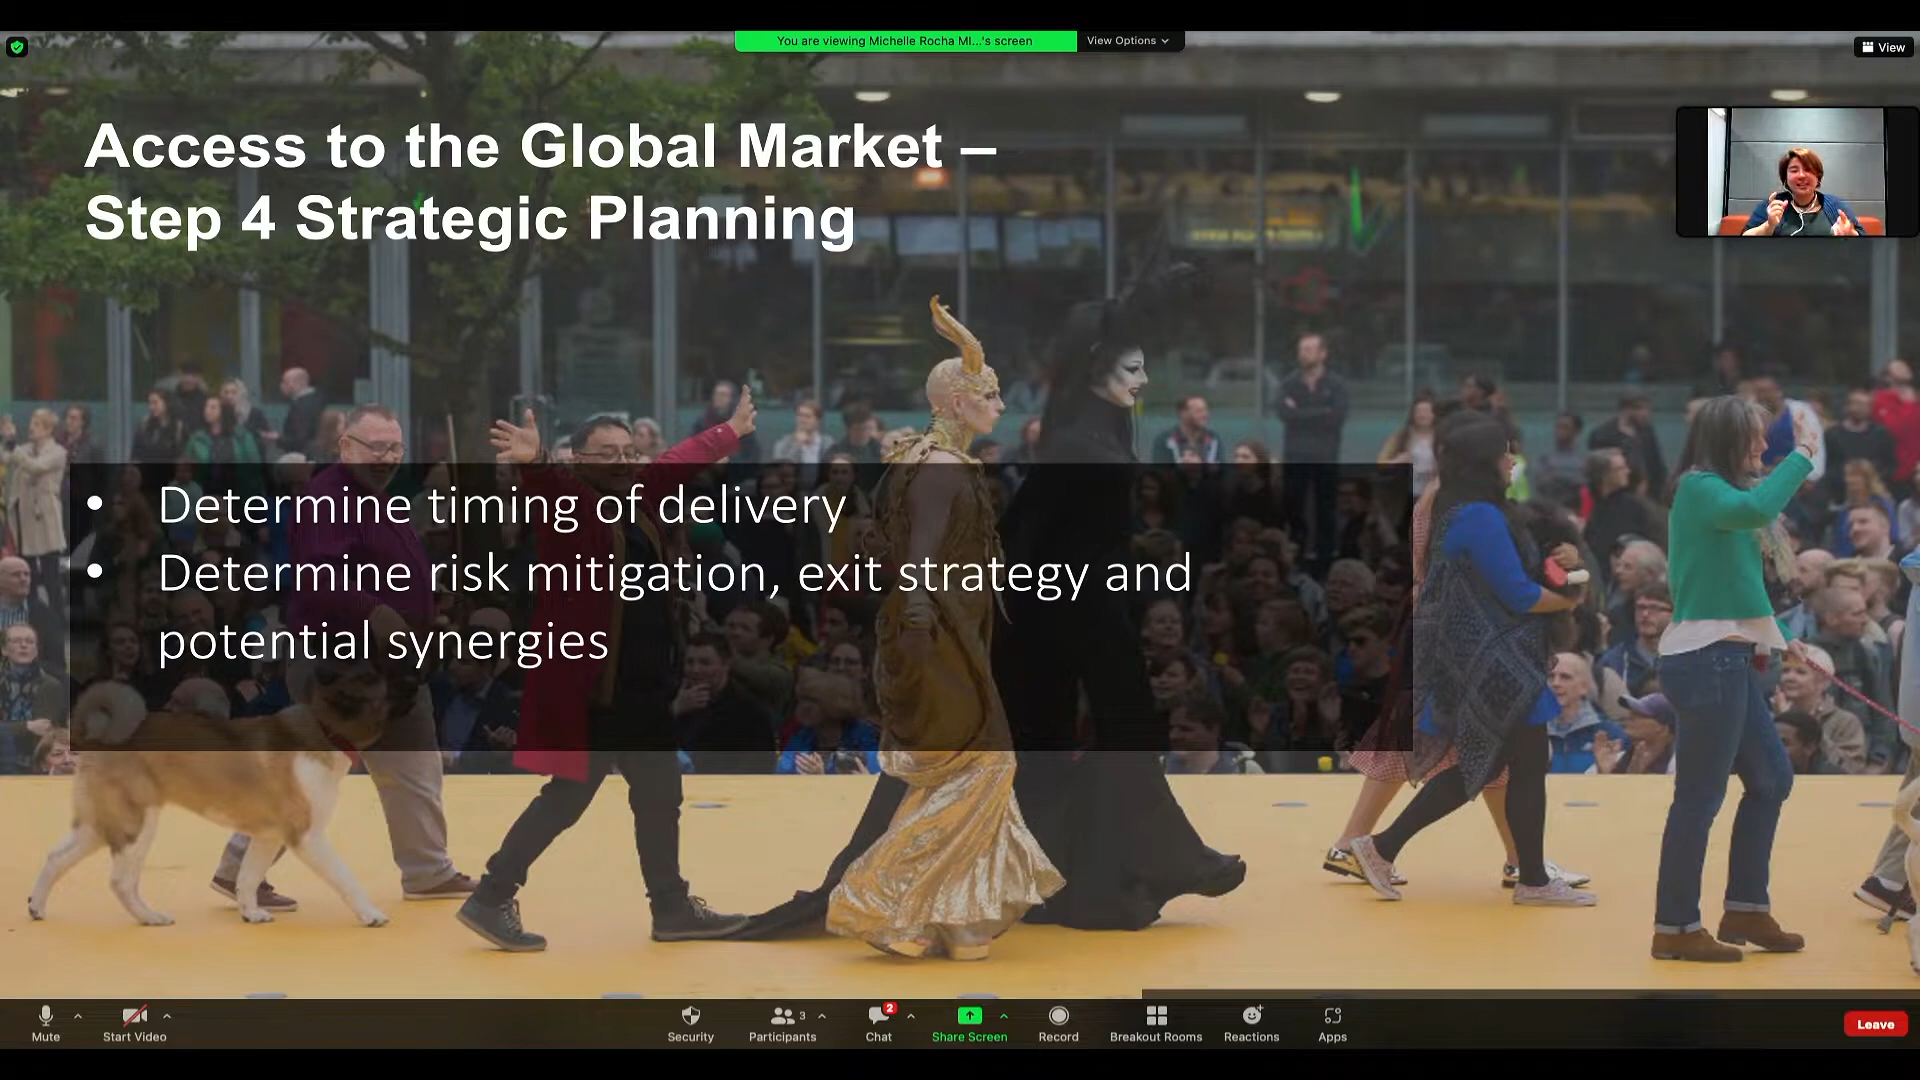 You are viewing Michelle Rocha MI...'s screen
View Options
View
Access to the Global Market –
Step 4 Strategic Planning
• Determine timing of delivery
• Determine risk mitigation, exit strategy and
potential synergies
Mute
Start Video
Security
3
Participants
2
Chat
Share Screen
Record
Breakout Rooms
Reactions
Apps
Leave